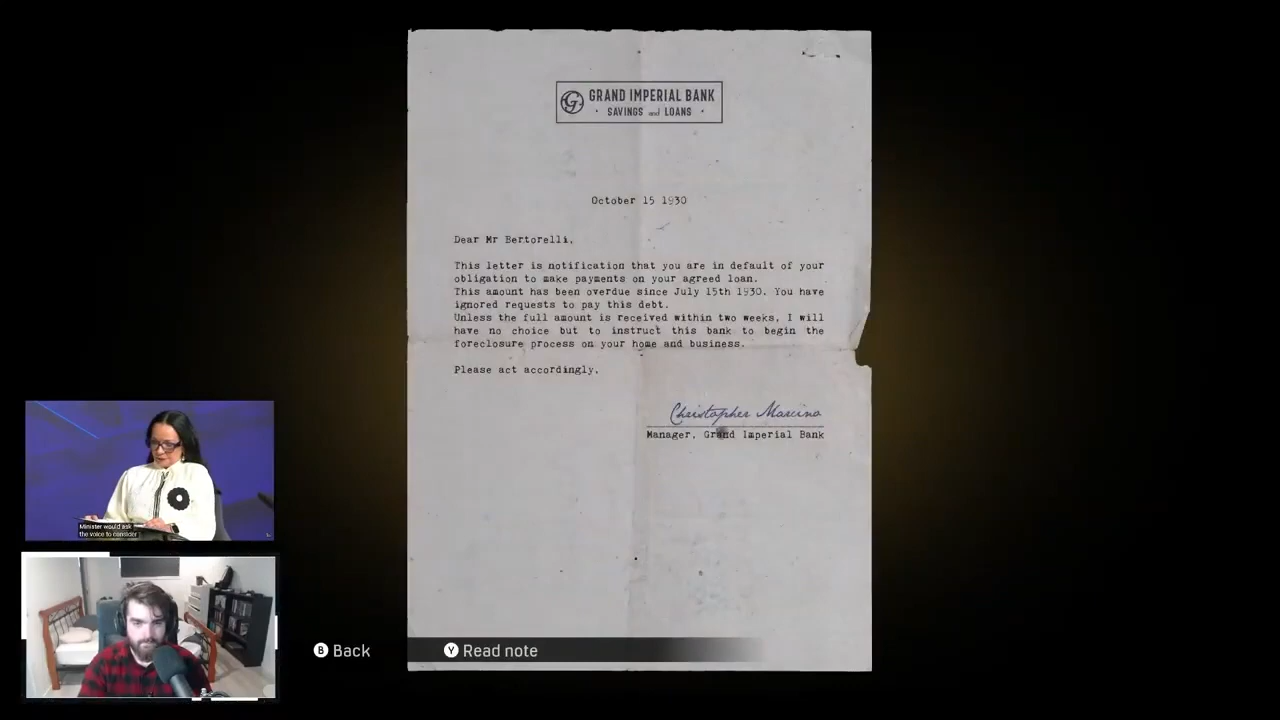 GRAND IMPERIAL BANK
· SAVINGS and LOANS ·
October 15 1930
Dear Mr Bertorelli,
This letter is notification that you are in default of your
obligation to make payments on your agreed loan.
This amount has been overdue since July 15th 1930. You have
ignored requests to pay this debt.
Unless the full amount is received within two weeks, I will
have no choice but to instruct this bank to begin the
foreclosure process on your home and business.
Please act accordingly,
Christopher Marcino
Manager, Grand Imperial Bank
Minister would ask
the voice to consider
B Back
Y Read note